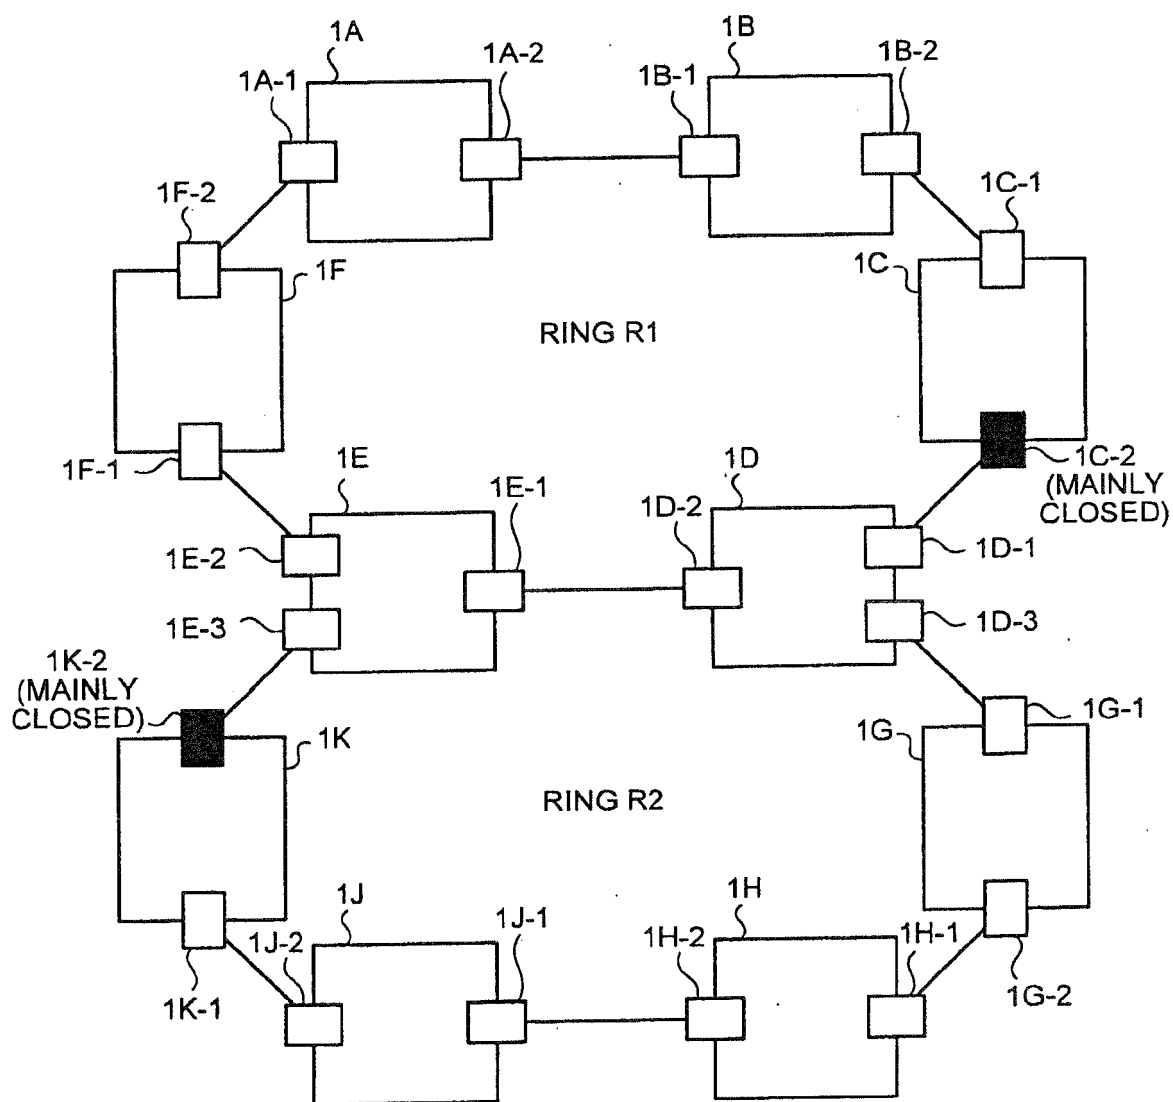 1A
1B
1A-1
1A-2
1B-1
1B-2
1F-2
1C-1
1F
1C
RING R1
1F-1
1E
1E-1
1D-2
1D
1C-2
(MAINLY
CLOSED)
1E-2
1D-1
1E-3
1D-3
1K-2
(MAINLY
CLOSED)
1K
1G
1G-1
RING R2
1J
1J-1
1H
1J-2
1H-2
1H-1
1K-1
1G-2